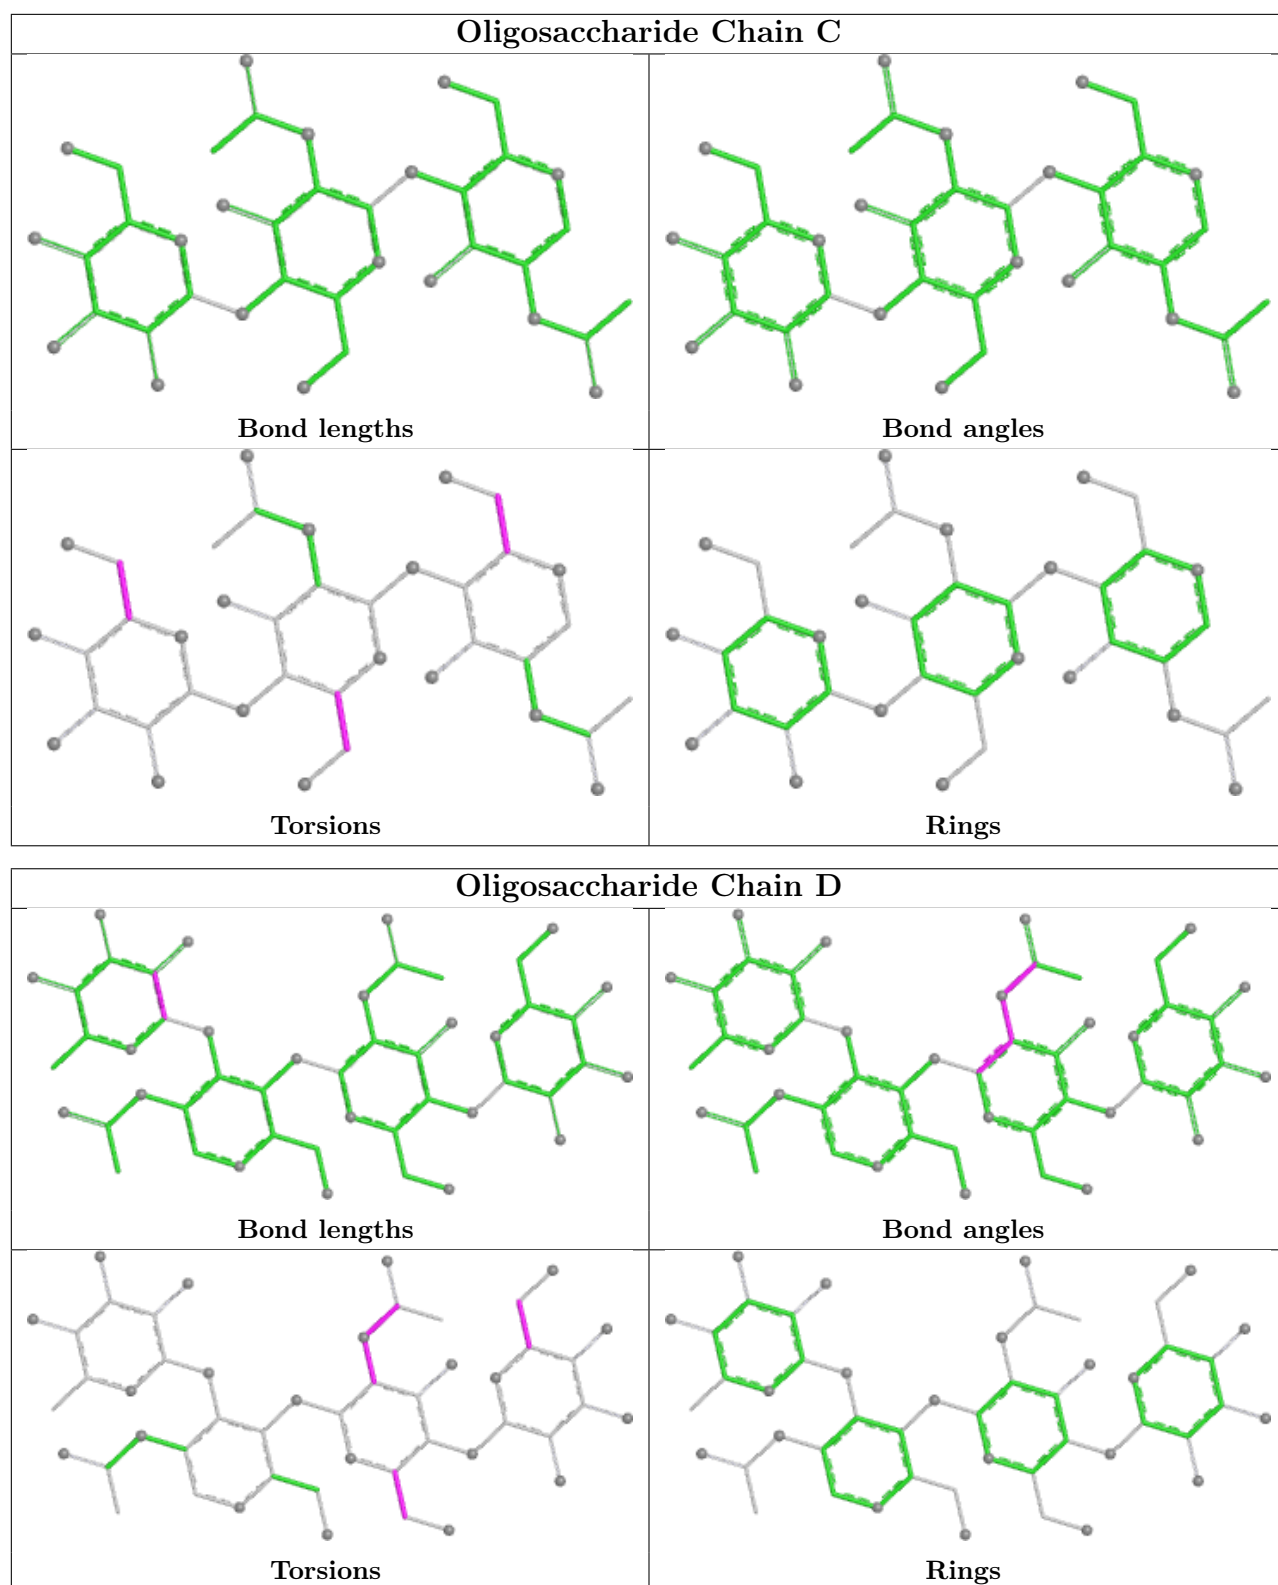 Oligosaccharide Chain C
Bond lengths
Bond angles
Torsions
Rings
Oligosaccharide Chain D
Bond lengths
Bond angles
Torsions
Rings